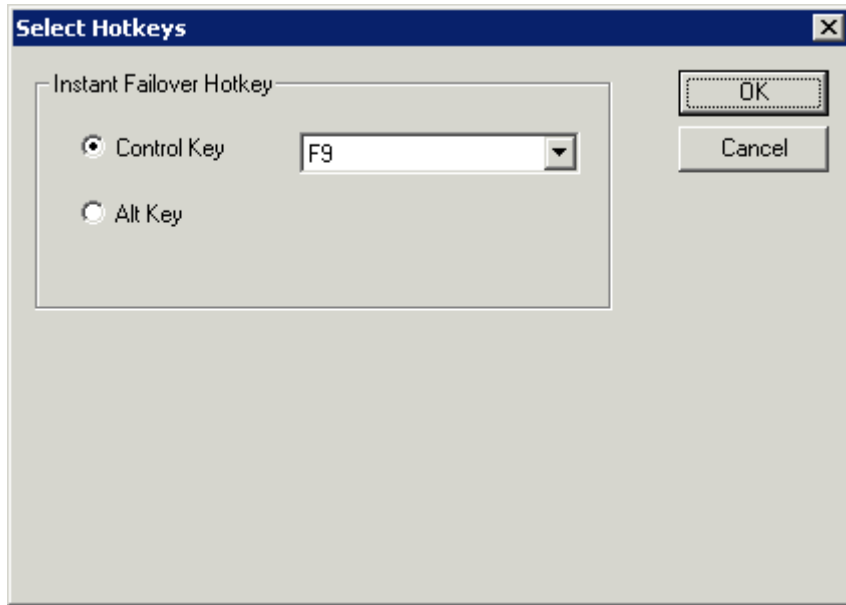 Select Hotkeys
Instant Failover Hotkey
OK
Control Key F9
Cancel
Alt Key